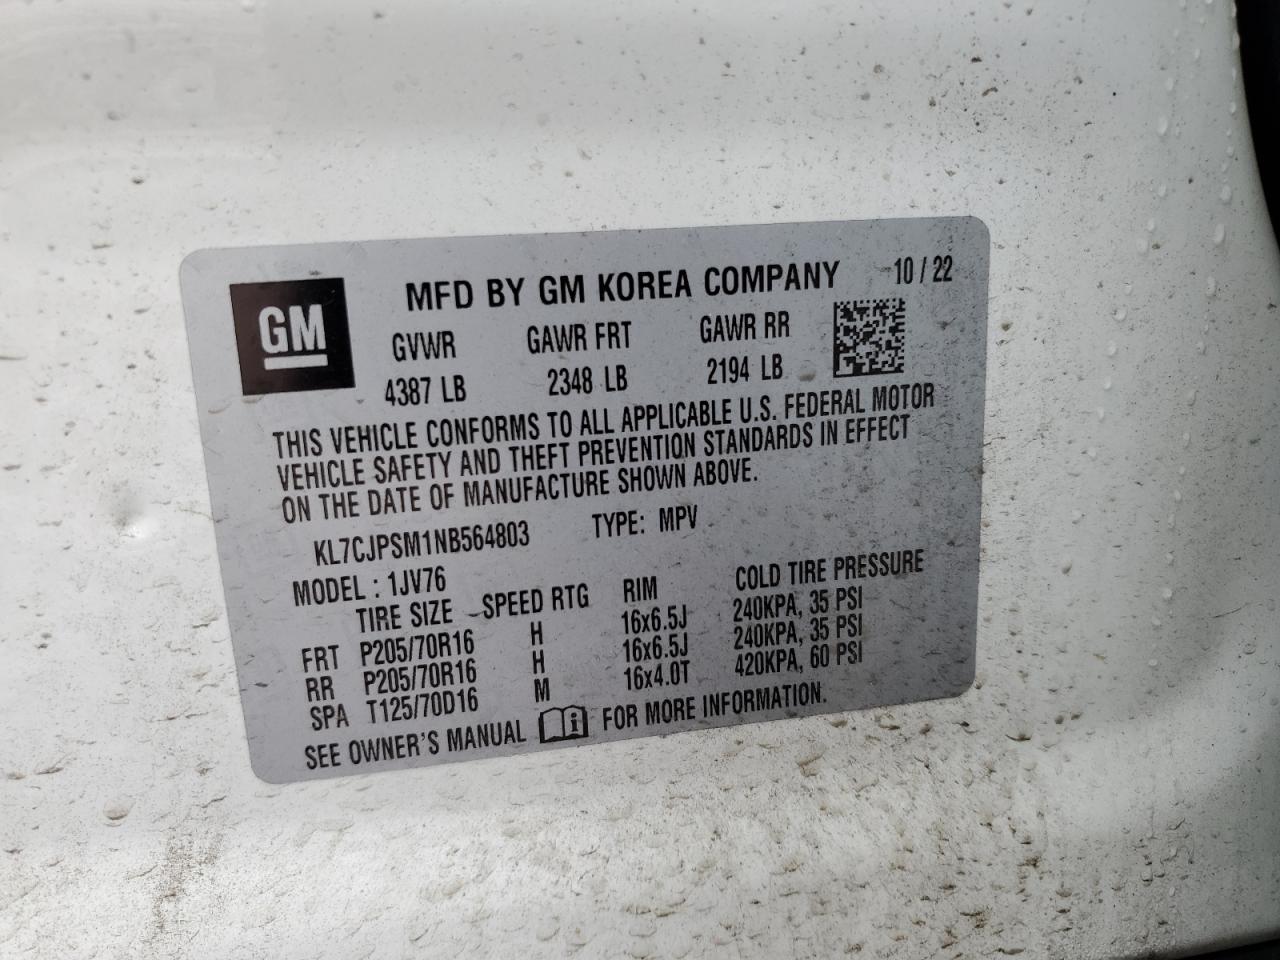 GM
MFD BY GM KOREA COMPANY 10 / 22
GVWR GAWR FRT GAWR RR
4387 LB 2348 LB 2194 LB
THIS VEHICLE CONFORMS TO ALL APPLICABLE U.S. FEDERAL MOTOR
VEHICLE SAFETY AND THEFT PREVENTION STANDARDS IN EFFECT
ON THE DATE OF MANUFACTURE SHOWN ABOVE.
KL7CJPSM1NB564803 TYPE: MPV
MODEL : 1JV76
TIRE SIZE SPEED RTG RIM COLD TIRE PRESSURE
FRT P205/70R16 H 16x6.5J 240KPA, 35 PSI
RR P205/70R16 H 16x6.5J 240KPA, 35 PSI
SPA T125/70D16 M 16x4.0T 420KPA, 60 PSI
SEE OWNER'S MANUAL i FOR MORE INFORMATION.